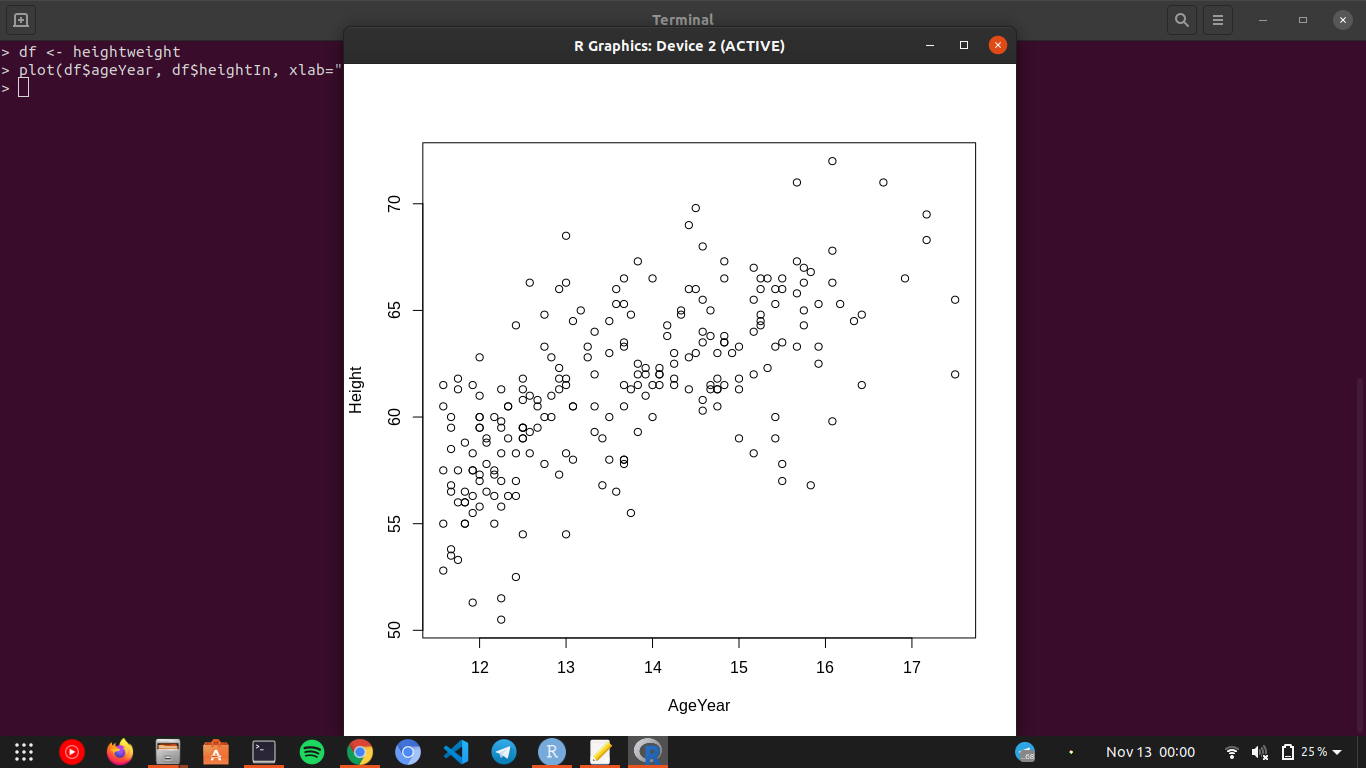 Terminal
R Graphics: Device 2 (ACTIVE)
> df <- heightweight
> plot(df$ageYear, df$heightIn, xlab="
>
Height
70
65
60
55
50
12 13 14 15 16 17
AgeYear
Nov 13 00:00
25 %